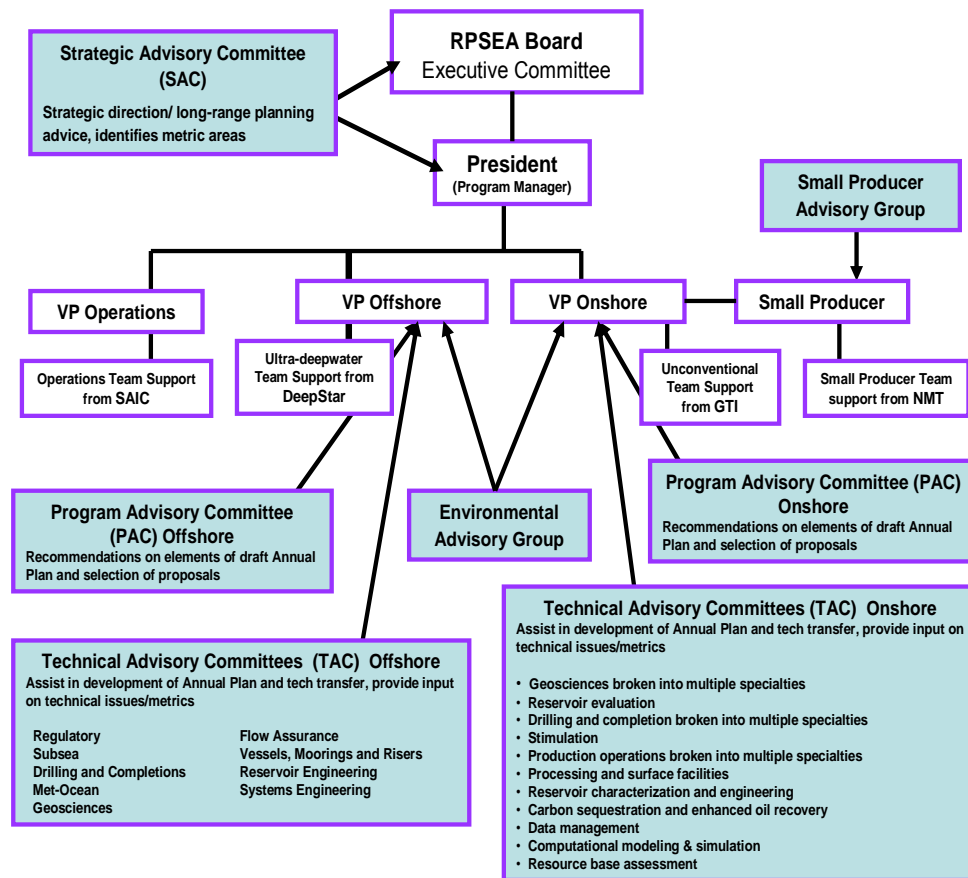 Strategic Advisory Committee
(SAC)
Strategic direction/ long-range planning
advice, identifies metric areas
RPSEA Board
Executive Committee
President
(Program Manager)
Small Producer
Advisory Group
VP Operations
VP Offshore
VP Onshore
Small Producer
Operations Team Support
from SAIC
Ultra-deepwater
Team Support from
DeepStar
Unconventional
Team Support
from GTI
Small Producer Team
support from NMT
Program Advisory Committee
(PAC) Offshore
Recommendations on elements of draft Annual
Plan and selection of proposals
Environmental
Advisory Group
Program Advisory Committee (PAC)
Onshore
Recommendations on elements of draft Annual
Plan and selection of proposals
Technical Advisory Committees (TAC) Offshore
Assist in development of Annual Plan and tech transfer, provide input
on technical issues/metrics
Regulatory
Subsea
Drilling and Completions
Met-Ocean
Geosciences
Flow Assurance
Vessels, Moorings and Risers
Reservoir Engineering
Systems Engineering
Technical Advisory Committees (TAC) Onshore
Assist in development of Annual Plan and tech transfer, provide input on
technical issues/metrics
• Geosciences broken into multiple specialties
• Reservoir evaluation
• Drilling and completion broken into multiple specialties
• Stimulation
• Production operations broken into multiple specialties
• Processing and surface facilities
• Reservoir characterization and engineering
• Carbon sequestration and enhanced oil recovery
• Data management
• Computational modeling & simulation
• Resource base assessment